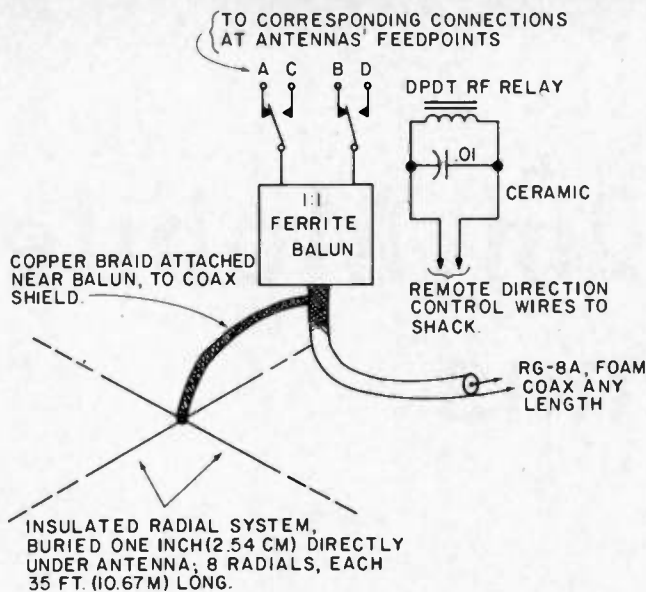 TO CORRESPONDING CONNECTIONS
AT ANTENNAS' FEEDPOINTS
A C B D
DPDT RF RELAY
.01
CERAMIC
1:1
FERRITE
BALUN
COPPER BRAID ATTACHED
NEAR BALUN, TO COAX
SHIELD.
REMOTE DIRECTION
CONTROL WIRES TO
SHACK.
RG-8A, FOAM
COAX ANY
LENGTH
INSULATED RADIAL SYSTEM,
BURIED ONE INCH (2.54 CM) DIRECTLY
UNDER ANTENNA; 8 RADIALS, EACH
35 FT. (10.67M) LONG.